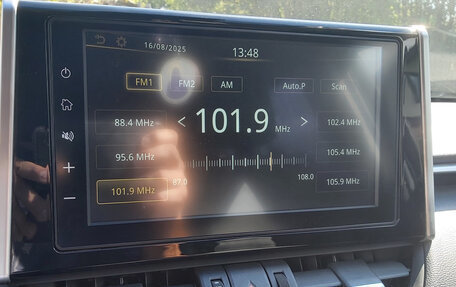 16/08/2025 13:48
FM1 FM2 AM Auto.P Scan
88.4 MHz < 101.9 MHz > 102.4 MHz
95.6 MHz 105.4 MHz
101.9 MHz 87.0 108.0 105.9 MHz